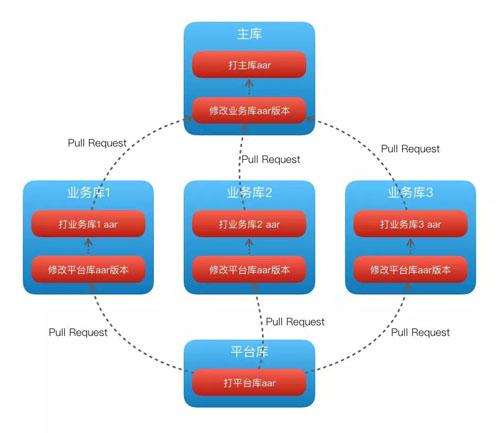 主库
打主库aar
修改业务库aar版本
Pull Request
Pull Request
Pull Request
业务库1
业务库2
业务库3
打业务库1 aar
打业务库2 aar
打业务库3 aar
修改平台库aar版本
修改平台库aar版本
修改平台库aar版本
Pull Request
Pull Request
Pull Request
平台库
打平台库aar